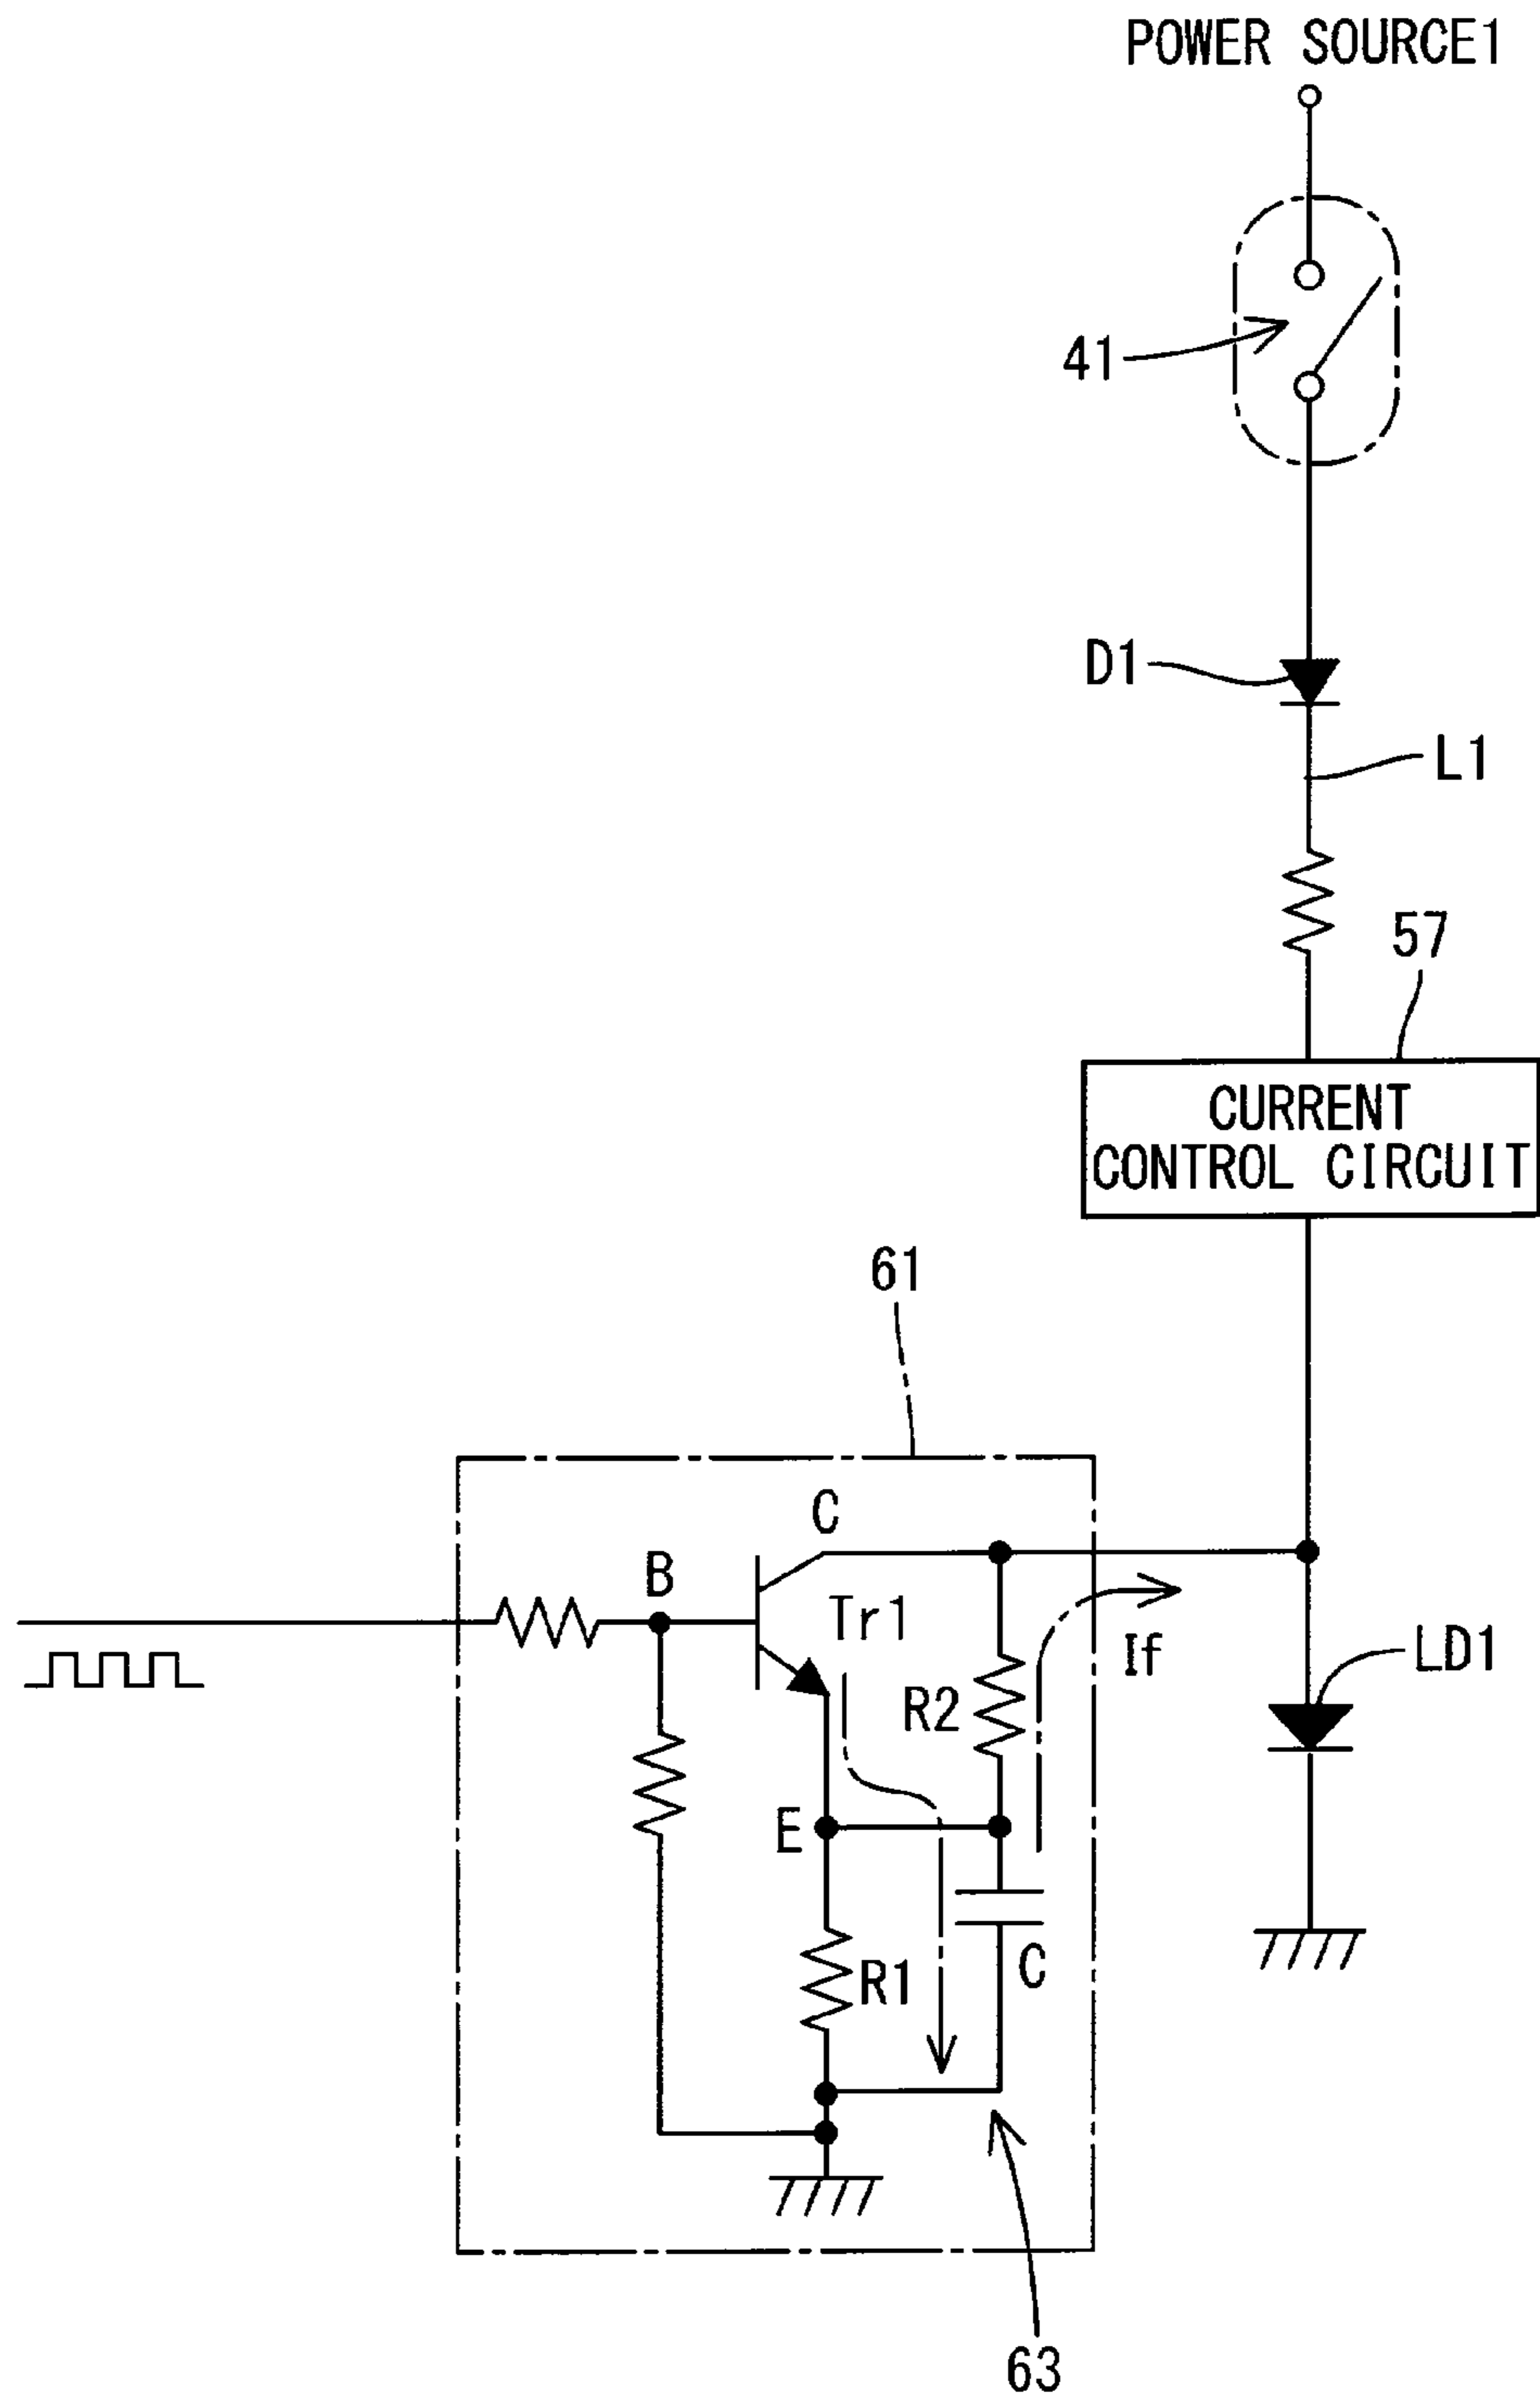 POWER SOURCE1
41
D1
L1
57
CURRENT
CONTROL CIRCUIT
61
C
B
Tr1
If
LD1
R2
E
C
R1
63